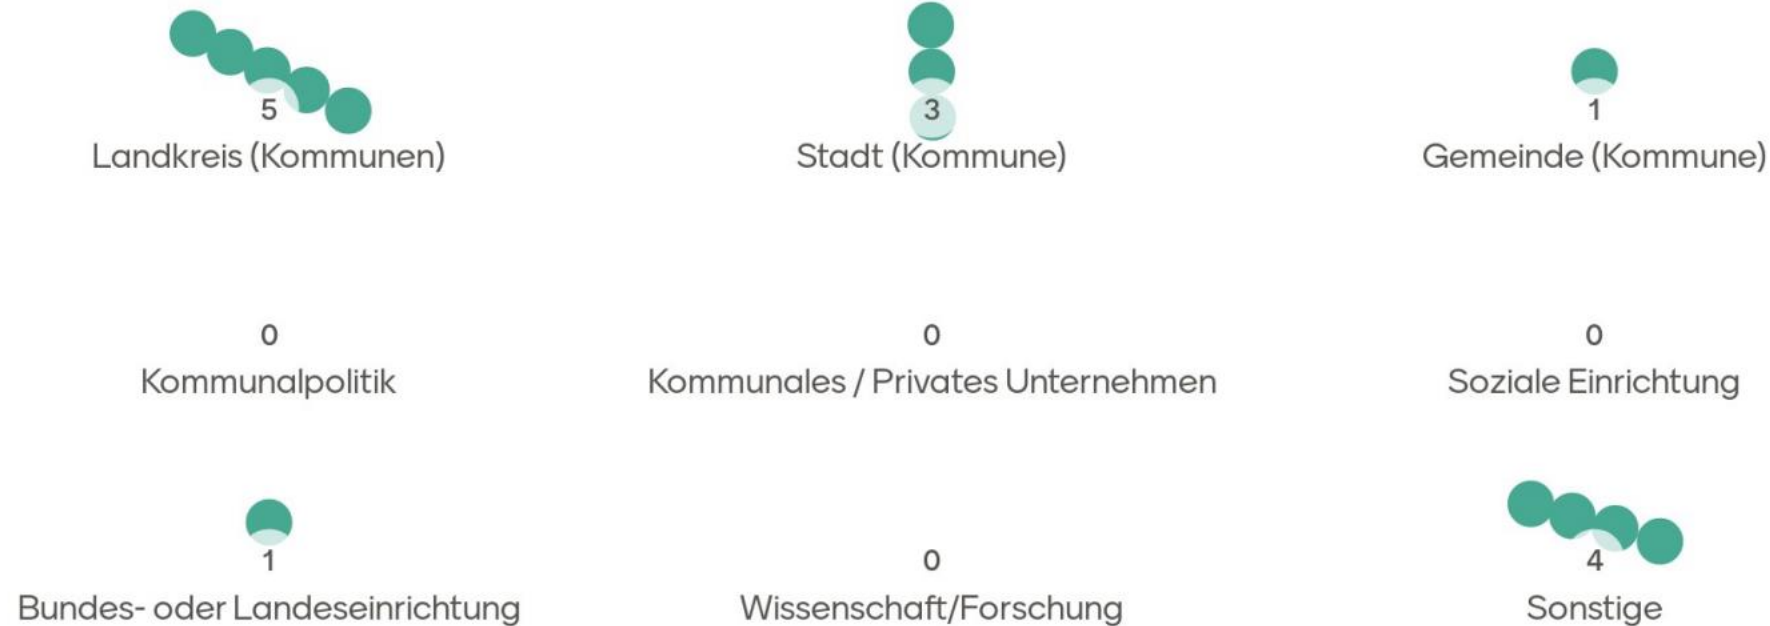 5
Landkreis (Kommunen)
3
Stadt (Kommune)
1
Gemeinde (Kommune)
0
Kommunalpolitik
0
Kommunales / Privates Unternehmen
0
Soziale Einrichtung
1
Bundes- oder Landeseinrichtung
0
Wissenschaft/Forschung
4
Sonstige